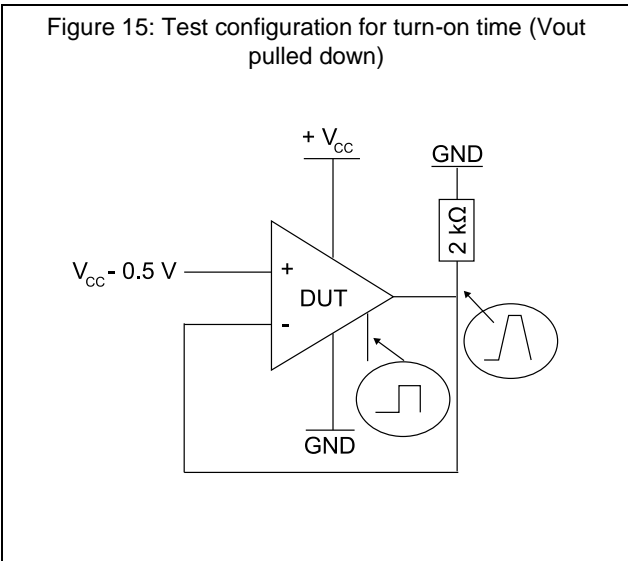 Figure 15: Test configuration for turn-on time (Vout
pulled down)
+ VCC
GND
2 kΩ
VCC - 0.5 V
+
DUT
-
GND